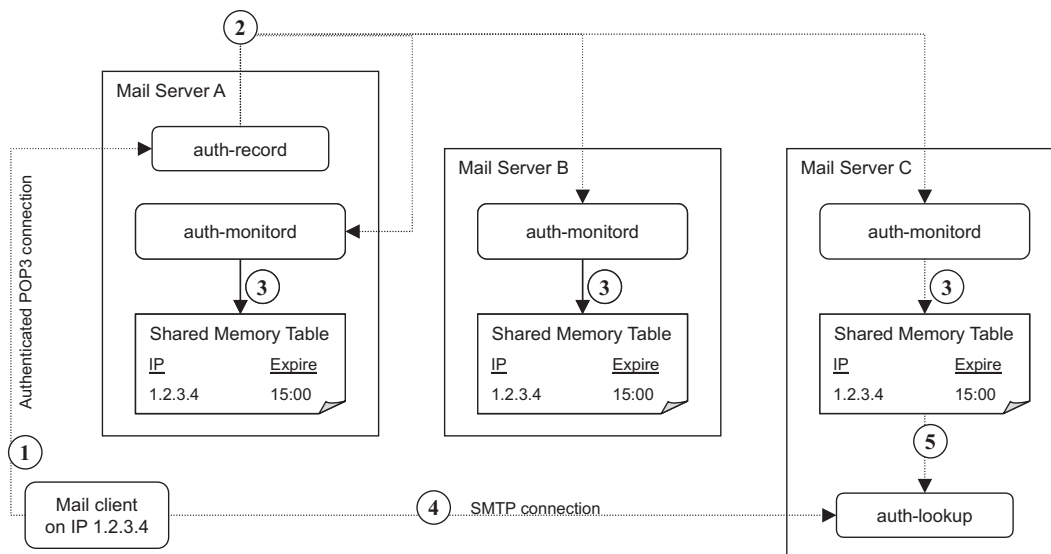 2
Mail Server A
auth-record
auth-monitord
3
Shared Memory Table
IP Expire
1.2.3.4 15:00
Mail Server B
auth-monitord
3
Shared Memory Table
IP Expire
1.2.3.4 15:00
Mail Server C
auth-monitord
3
Shared Memory Table
IP Expire
1.2.3.4 15:00
5
auth-lookup
Authenticated POP3 connection
1
Mail client
on IP 1.2.3.4
4
SMTP connection